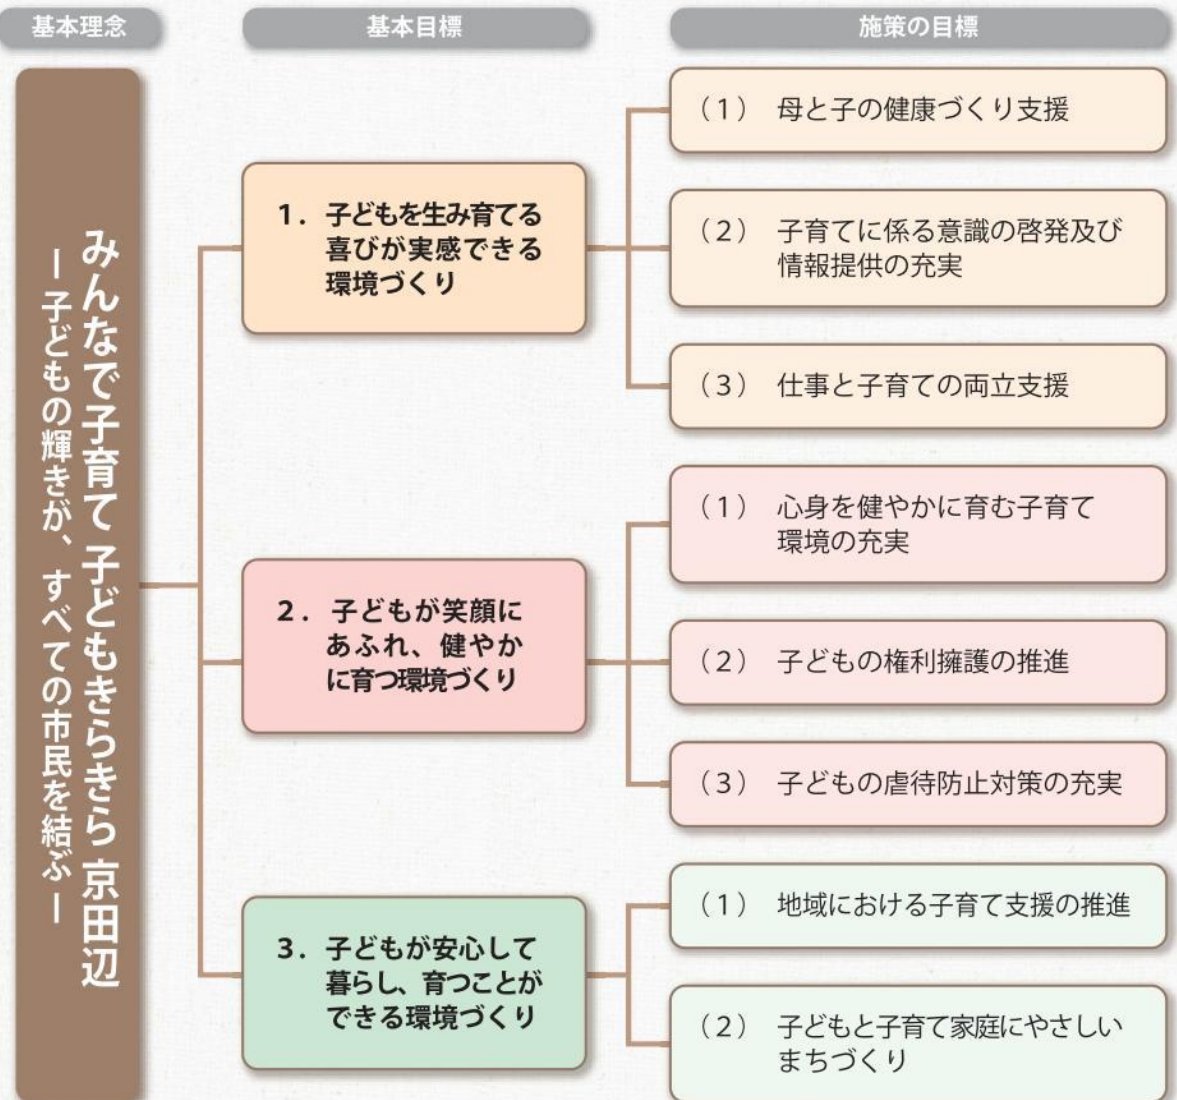 基本理念
基本目標
施策の目標
みんなで子育て 子どもきらきら 京田辺
ー 子どもの輝きが、すべての市民を結ぶ ー
1. 子どもを生み育てる
喜びが実感できる
環境づくり
(1) 母と子の健康づくり支援
(2) 子育てに係る意識の啓発及び
情報提供の充実
(3) 仕事と子育ての両立支援
2. 子どもが笑顔に
あふれ、健やか
に育つ環境づくり
(1) 心身を健やかに育む子育て
環境の充実
(2) 子どもの権利擁護の推進
(3) 子どもの虐待防止対策の充実
3. 子どもが安心して
暮らし、育つことが
できる環境づくり
(1) 地域における子育て支援の推進
(2) 子どもと子育て家庭にやさしい
まちづくり